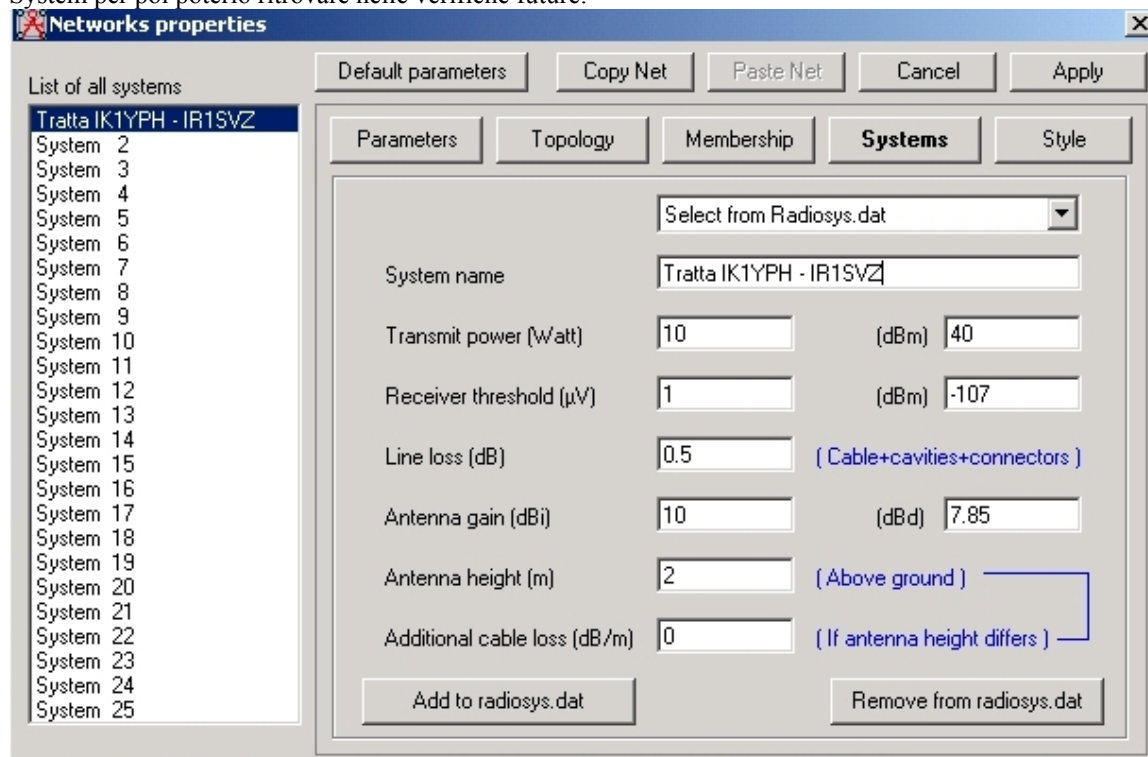 System per poi poterlo ritrovare nelle verifiche future.
Networks properties
List of all systems
Default parameters
Copy Net
Paste Net
Cancel
Apply
Tratta IK1YPH - IR1SVZ
System 2
System 3
System 4
System 5
System 6
System 7
System 8
System 9
System 10
System 11
System 12
System 13
System 14
System 15
System 16
System 17
System 18
System 19
System 20
System 21
System 22
System 23
System 24
System 25
Parameters
Topology
Membership
Systems
Style
Select from Radiosys.dat
System name
Tratta IK1YPH - IR1SVZ
Transmit power (Watt) 10 (dBm) 40
Receiver threshold (µV) 1 (dBm) -107
Line loss (dB) 0.5 ( Cable+cavities+connectors )
Antenna gain (dBi) 10 (dBd) 7.85
Antenna height (m) 2 ( Above ground )
Additional cable loss (dB/m) 0 ( If antenna height differs )
Add to radiosys.dat
Remove from radiosys.dat